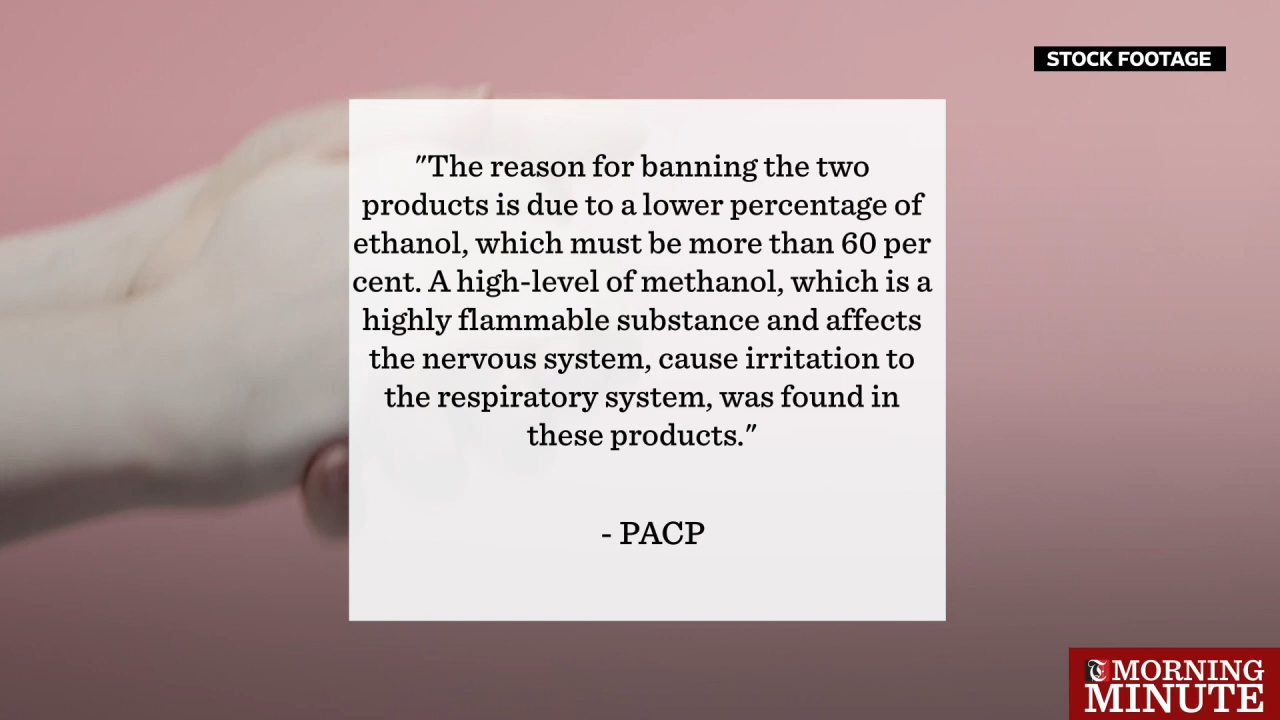 STOCK FOOTAGE
"The reason for banning the two
products is due to a lower percentage of
ethanol, which must be more than 60 per
cent. A high-level of methanol, which is a
highly flammable substance and affects
the nervous system, cause irritation to
the respiratory system, was found in
these products."
- PACP
T MORNING
MINUTE